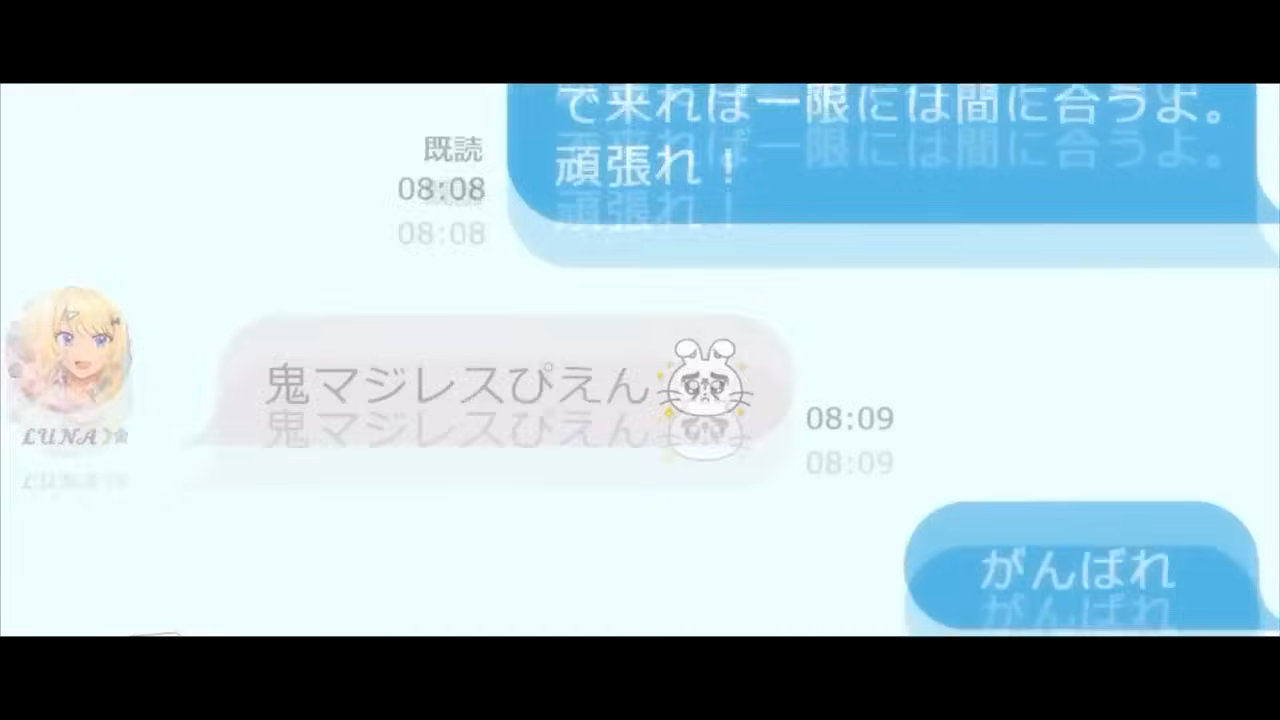 で来れば一限には間に合うよ。
頑張れ！
既読
08:08
鬼マジレスぴえん
08:09
LUNA☽☆
がんばれ